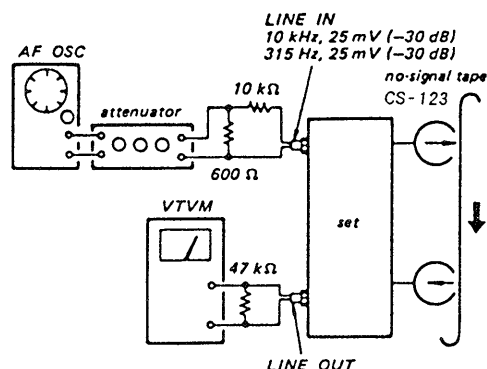 LINE IN
10 kHz, 25 mV (−30 dB)
315 Hz, 25 mV (−30 dB)
AF OSC
no-signal tape
CS-123
attenuator
10 kΩ
600 Ω
VTVM
47 kΩ
set
LINE OUT